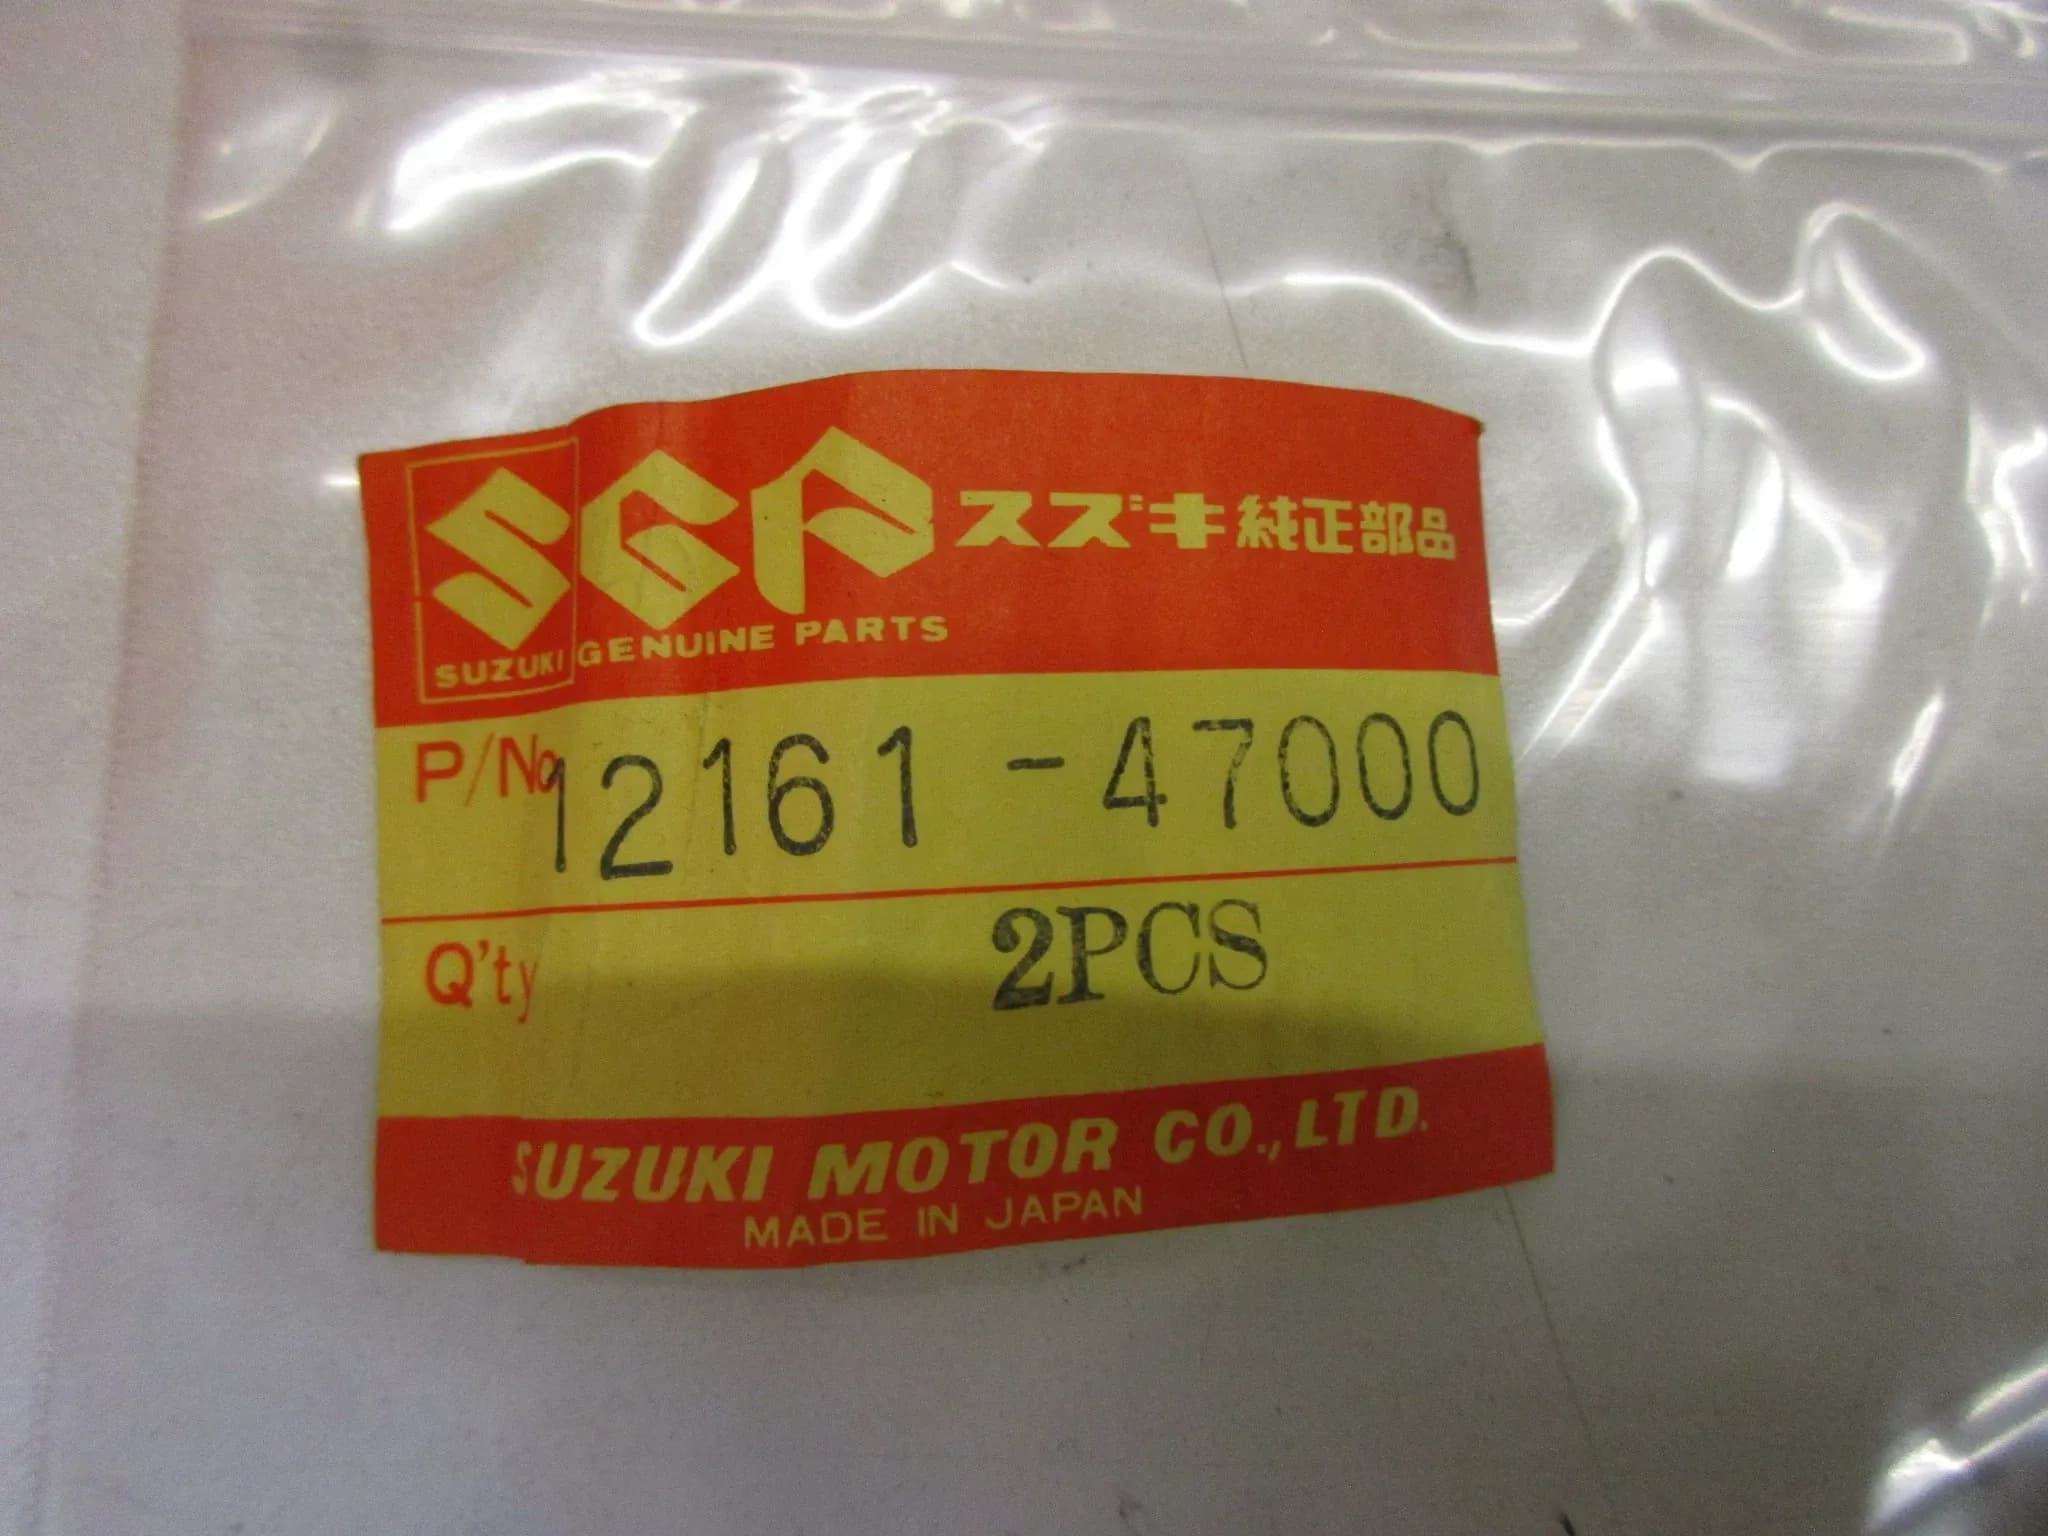 SGP スズキ純正部品
SUZUKI GENUINE PARTS
P/No 12161-47000
Q'ty 2PCS
SUZUKI MOTOR CO., LTD.
MADE IN JAPAN